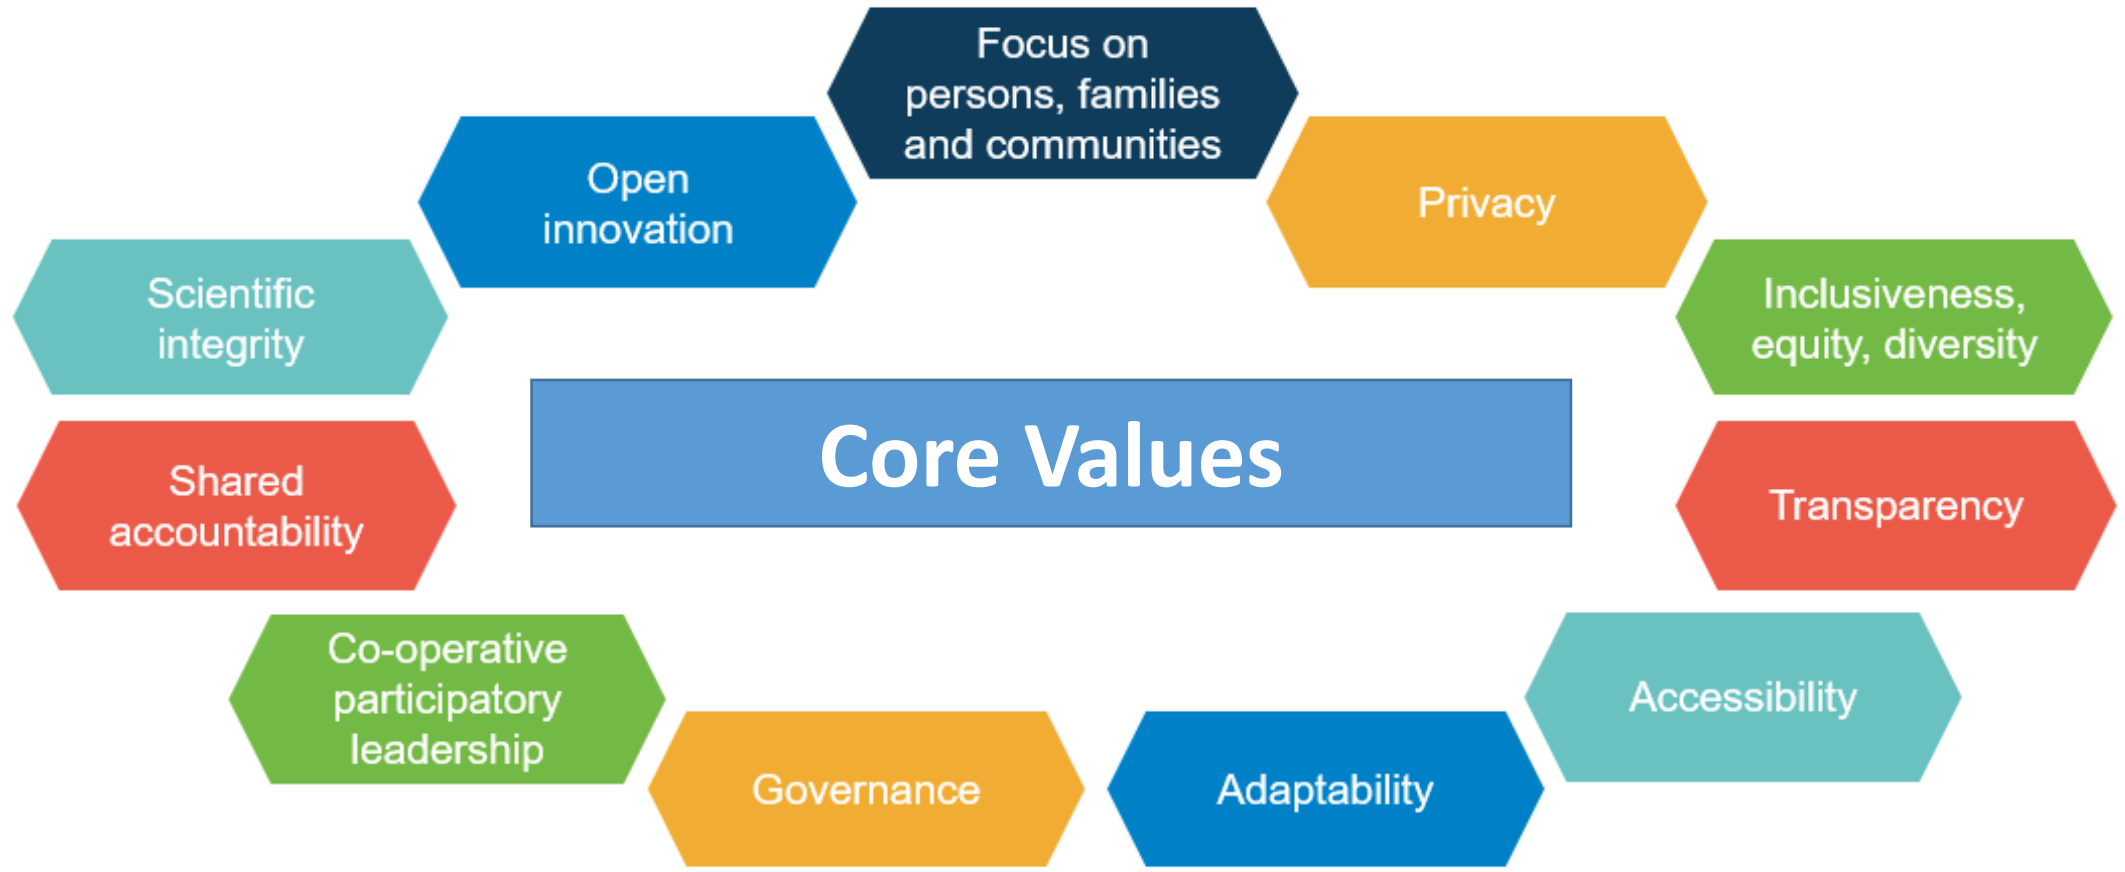 Focus on
persons, families
and communities
Open
innovation
Privacy
Scientific
integrity
Inclusiveness,
equity, diversity
Core Values
Shared
accountability
Transparency
Co-operative
participatory
leadership
Accessibility
Governance
Adaptability